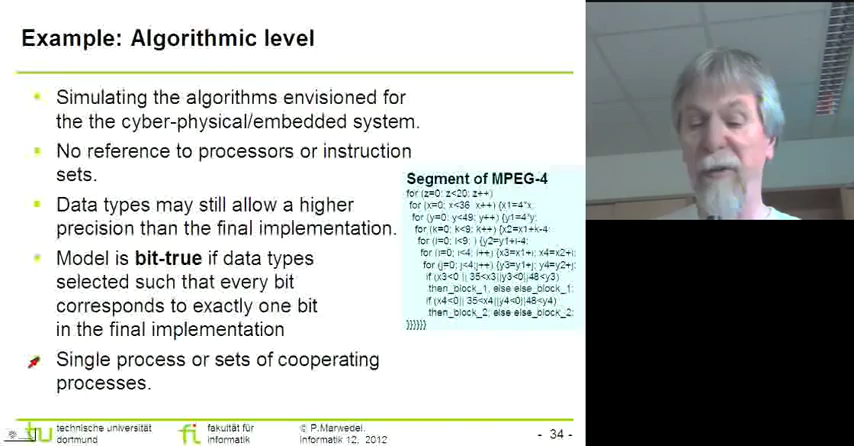 Example: Algorithmic level
Simulating the algorithms envisioned for
the the cyber-physical/embedded system.
No reference to processors or instruction
sets.
Data types may still allow a higher
precision than the final implementation.
Model is bit-true if data types
selected such that every bit
corresponds to exactly one bit
in the final implementation
Single process or sets of cooperating
processes.
Segment of MPEG-4
for (z=0; z<20; z++)
for (x=0; x<36; x++) {x1=4*x;
for (y=0; y<49; y++) {y1=4*y;
for (k=0; k<9; k++) {x2=x1+k-4;
for (l=0; l<9; ) {y2=y1+l-4;
for (i=0; i<4; i++) {x3=x1+i; x4=x2+i;
for (j=0; j<4;j++) {y3=y1+j; y4=y2+j;
if (x3<0 || 35<x3||y3<0||48<y3)
then_block_1; else else_block_1;
if (x4<0|| 35<x4||y4<0||48<y4)
then_block_2; else else_block_2;
}}}}}}
tu technische universität
dortmund
fi fakultät für
informatik
© P.Marwedel,
Informatik 12, 2012
- 34 -